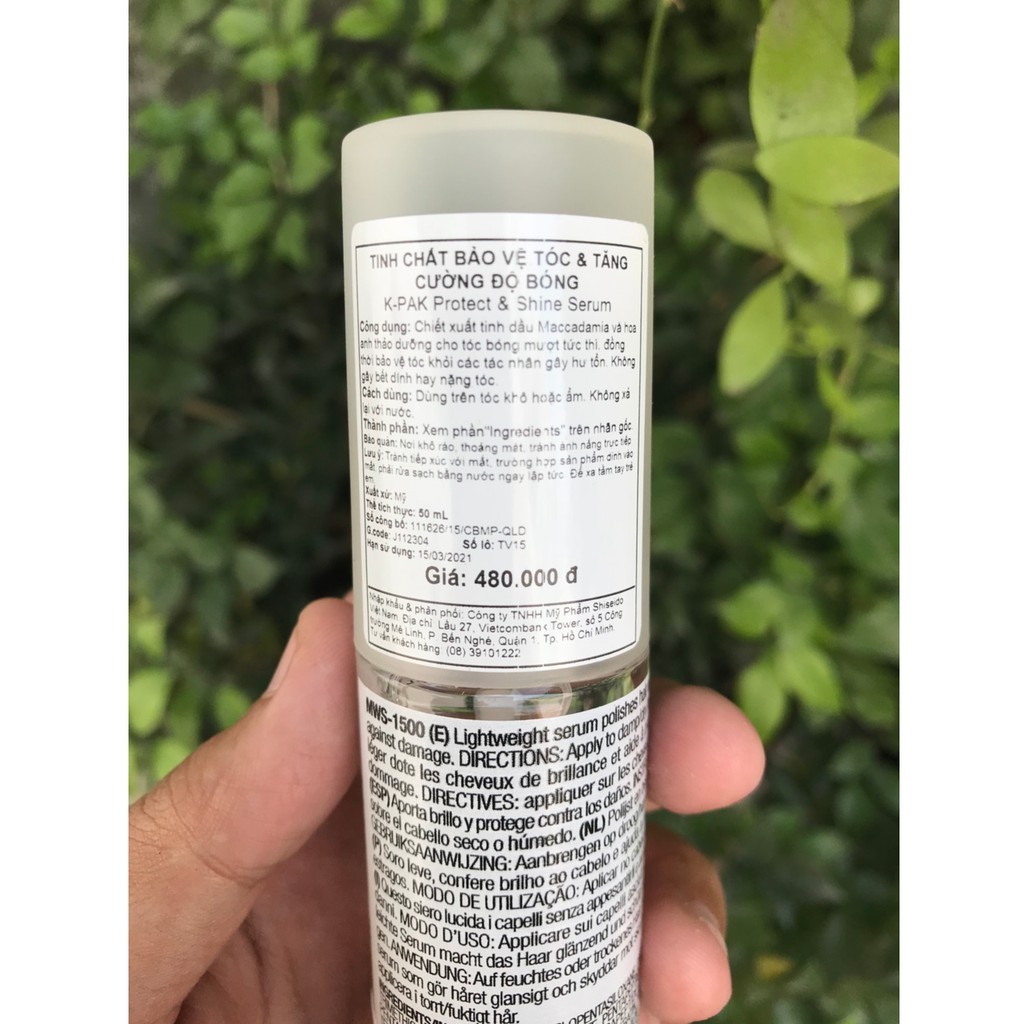 TINH CHẤT BẢO VỆ TÓC & TĂNG
CƯỜNG ĐỘ BÓNG
K-PAK Protect & Shine Serum
Công dụng: Chiết xuất tinh dầu Maccadamia và hoa
anh thảo dưỡng cho tóc bóng mượt tức thì, đồng
thời bảo vệ tóc khỏi các tác nhân gây hư tổn. Không
gây bết dính hay nặng tóc.
Cách dùng: Dùng trên tóc khô hoặc ẩm. Không xả
lại với nước.
Thành phần: Xem phần "Ingredients" trên nhãn gốc.
Bảo quản: Nơi khô ráo, thoáng mát, tránh ánh nắng trực tiếp
Lưu ý: Tránh tiếp xúc với mắt, trường hợp sản phẩm dính vào
mắt, phải rửa sạch bằng nước ngay lập tức. Để xa tầm tay trẻ
em.
Xuất xứ: Mỹ
Thể tích thực: 50 mL
Số công bố: 111626/15/CBMP-QLD
G.code: J112304 Số lô: TV15
Hạn sử dụng: 15/03/2021
Giá: 480.000 đ
Nhập khẩu & phân phối: Công ty TNHH Mỹ Phẩm Shiseido
Việt Nam. Địa chỉ: Lầu 27, Vietcombank Tower, số 5 Công
trường Mê Linh, P. Bến Nghé, Quận 1, Tp. Hồ Chí Minh.
Tư vấn khách hàng: (08) 39101222
MWS-1500 (E) Lightweight serum polishes
against damage. DIRECTIONS: Apply to damp
léger dote les cheveux de brillance et aide à
dommage. DIRECTIVES: appliquer sur les
(ESP) Aporta brillo y protege contra los daños.
sobre el cabello seco o húmedo. (NL) Polijst
GEBRUIKSAANWIJZING: Aanbrengen op
(P) Soro leve, confere brilho ao cabelo e
estragos. MODO DE UTILIZAÇÃO: Aplicar no
(I) Questo siero lucida i capelli senza
danni. MODO D'USO: Applicare sui capelli
leichte Serum macht das Haar glänzend und
gen. ANWENDUNG: Auf feuchtes oder trockenes
serum som gör håret glansigt och skyddar mot
applicera i torrt/fuktigt hår.